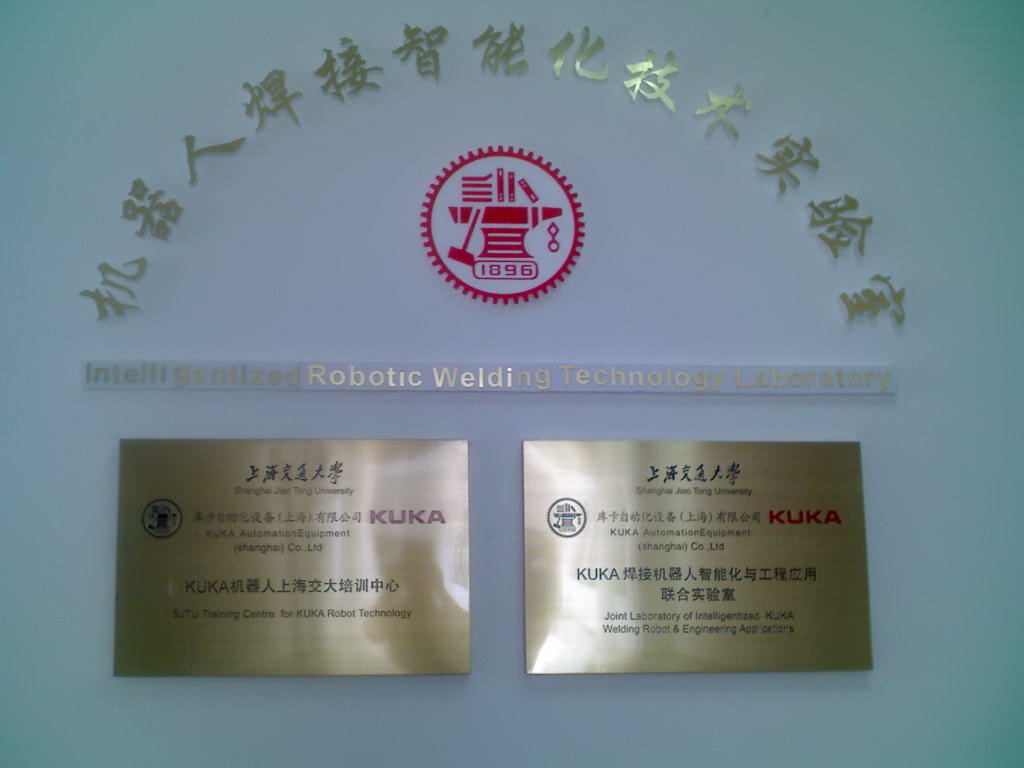 机器人焊接智能化技术实验室
1896
Intelligentized Robotic Welding Technology Laboratory
上海交通大学
Shanghai Jiao Tong University
库卡自动化设备(上海)有限公司 KUKA
KUKA AutomationEquipment
(shanghai) Co.,Ltd
KUKA机器人上海交大培训中心
SJTU Training Centre for KUKA Robot Technology
上海交通大学
Shanghai Jiao Tong University
库卡自动化设备(上海)有限公司 KUKA
KUKA AutomationEquipment
(shanghai) Co.,Ltd
KUKA焊接机器人智能化与工程应用
联合实验室
Joint Laboratory of Intelligentized KUKA
Welding Robot & Engineering Applications